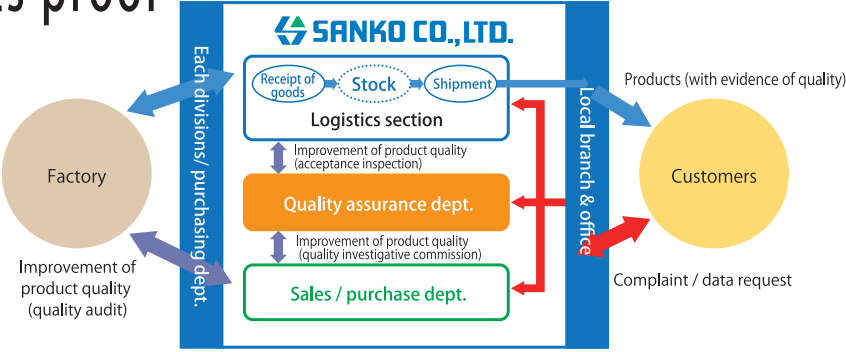 SANKO CO.,LTD.
Each divisions/ purchasing dept.
Receipt of
goods
Stock
Shipment
Logistics section
Improvement of product quality
(acceptance inspection)
Quality assurance dept.
Improvement of product quality
(quality investigative commission)
Sales / purchase dept.
Local branch & office
Factory
Improvement of
product quality
(quality audit)
Products (with evidence of quality)
Customers
Complaint / data request